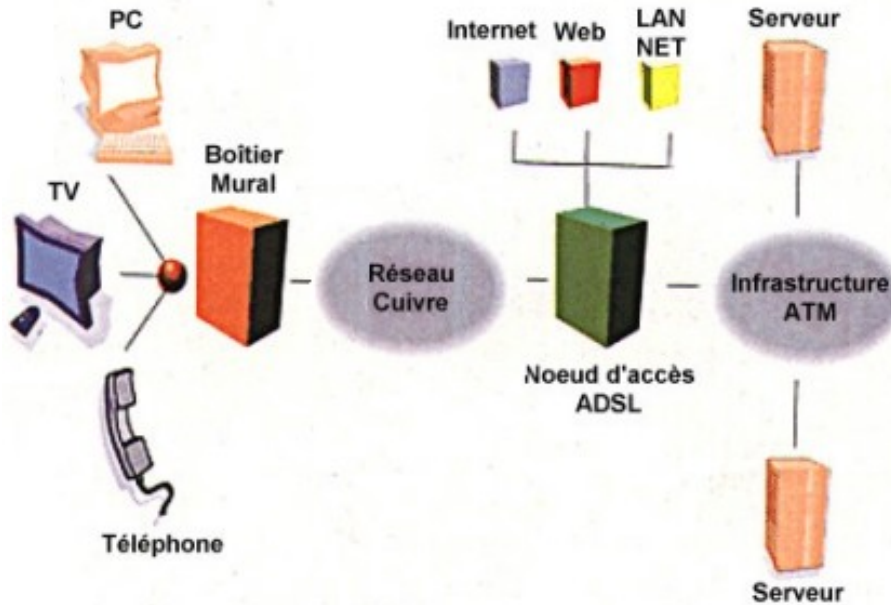 PC
Internet
Web
LAN
NET
Serveur
Boîtier
Mural
TV
Réseau
Cuivre
Infrastructure
ATM
Noeud d'accès
ADSL
Téléphone
Serveur